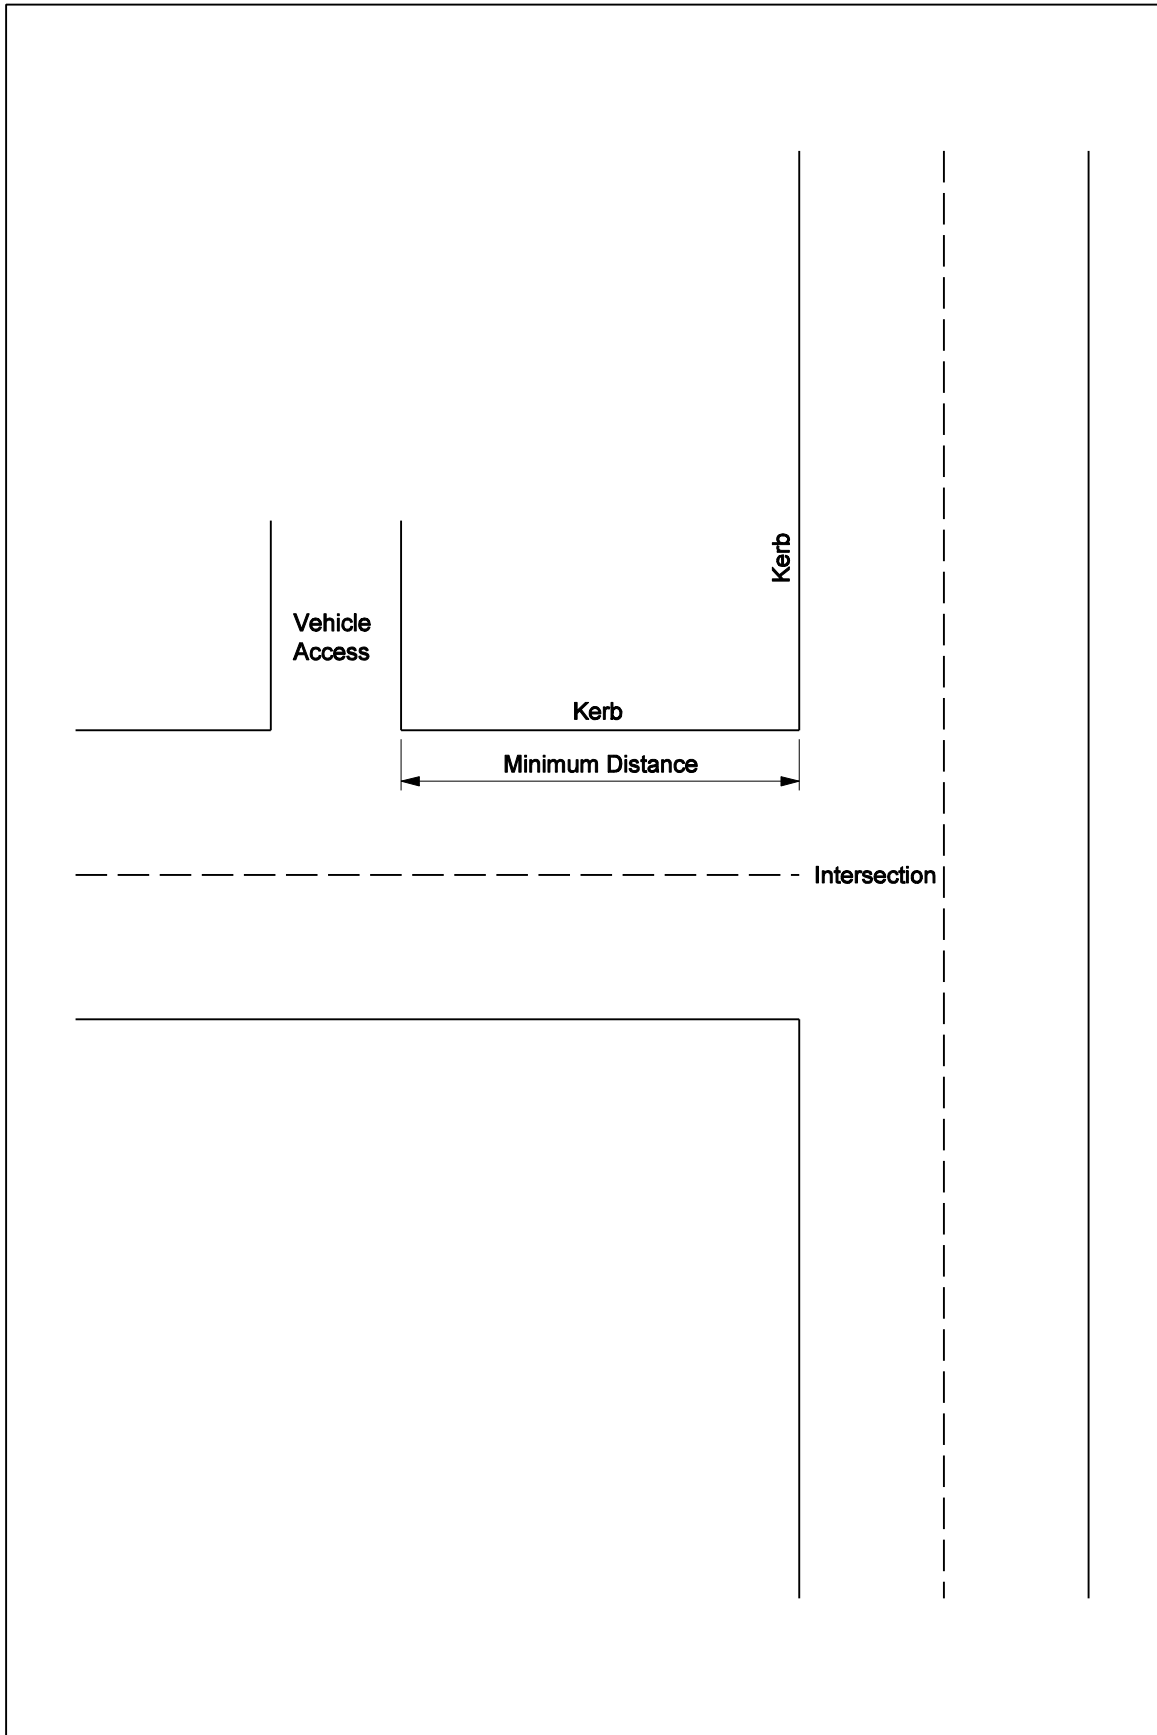 Kerb
Vehicle
Access
Kerb
Minimum Distance
Intersection